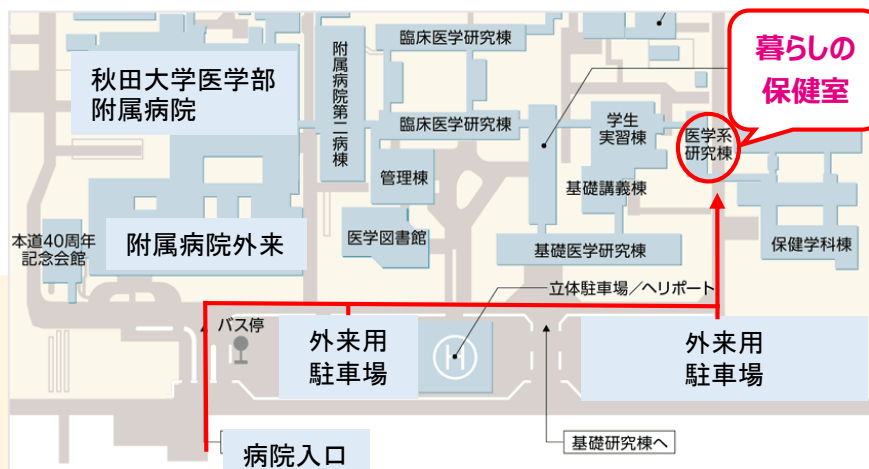 臨床医学研究棟
暮らしの
保健室
秋田大学医学部
附属病院
附属病院第二病棟
臨床医学研究棟
学生
実習棟
医学系
研究棟
管理棟
基礎講義棟
本道40周年
記念会館
附属病院外来
医学図書館
基礎医学研究棟
保健学科棟
立体駐車場/ヘリポート
バス停
外来用
駐車場
H
外来用
駐車場
病院入口
基礎研究棟へ